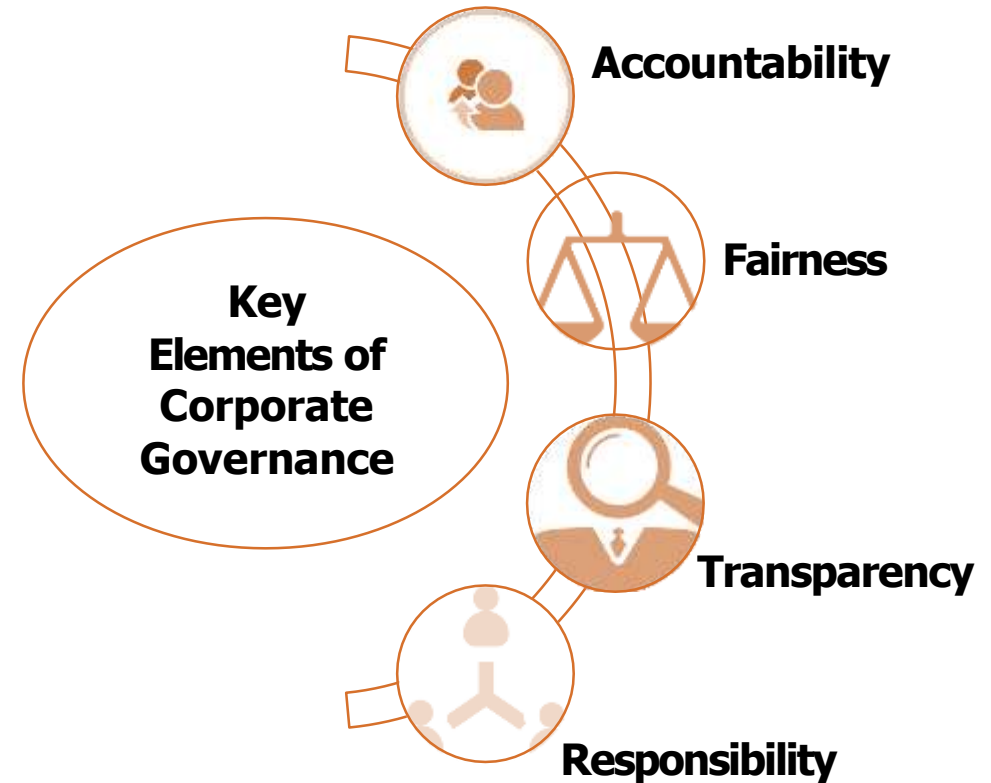 Accountability
Fairness
Key
Elements of
Corporate
Governance
Transparency
Responsibility